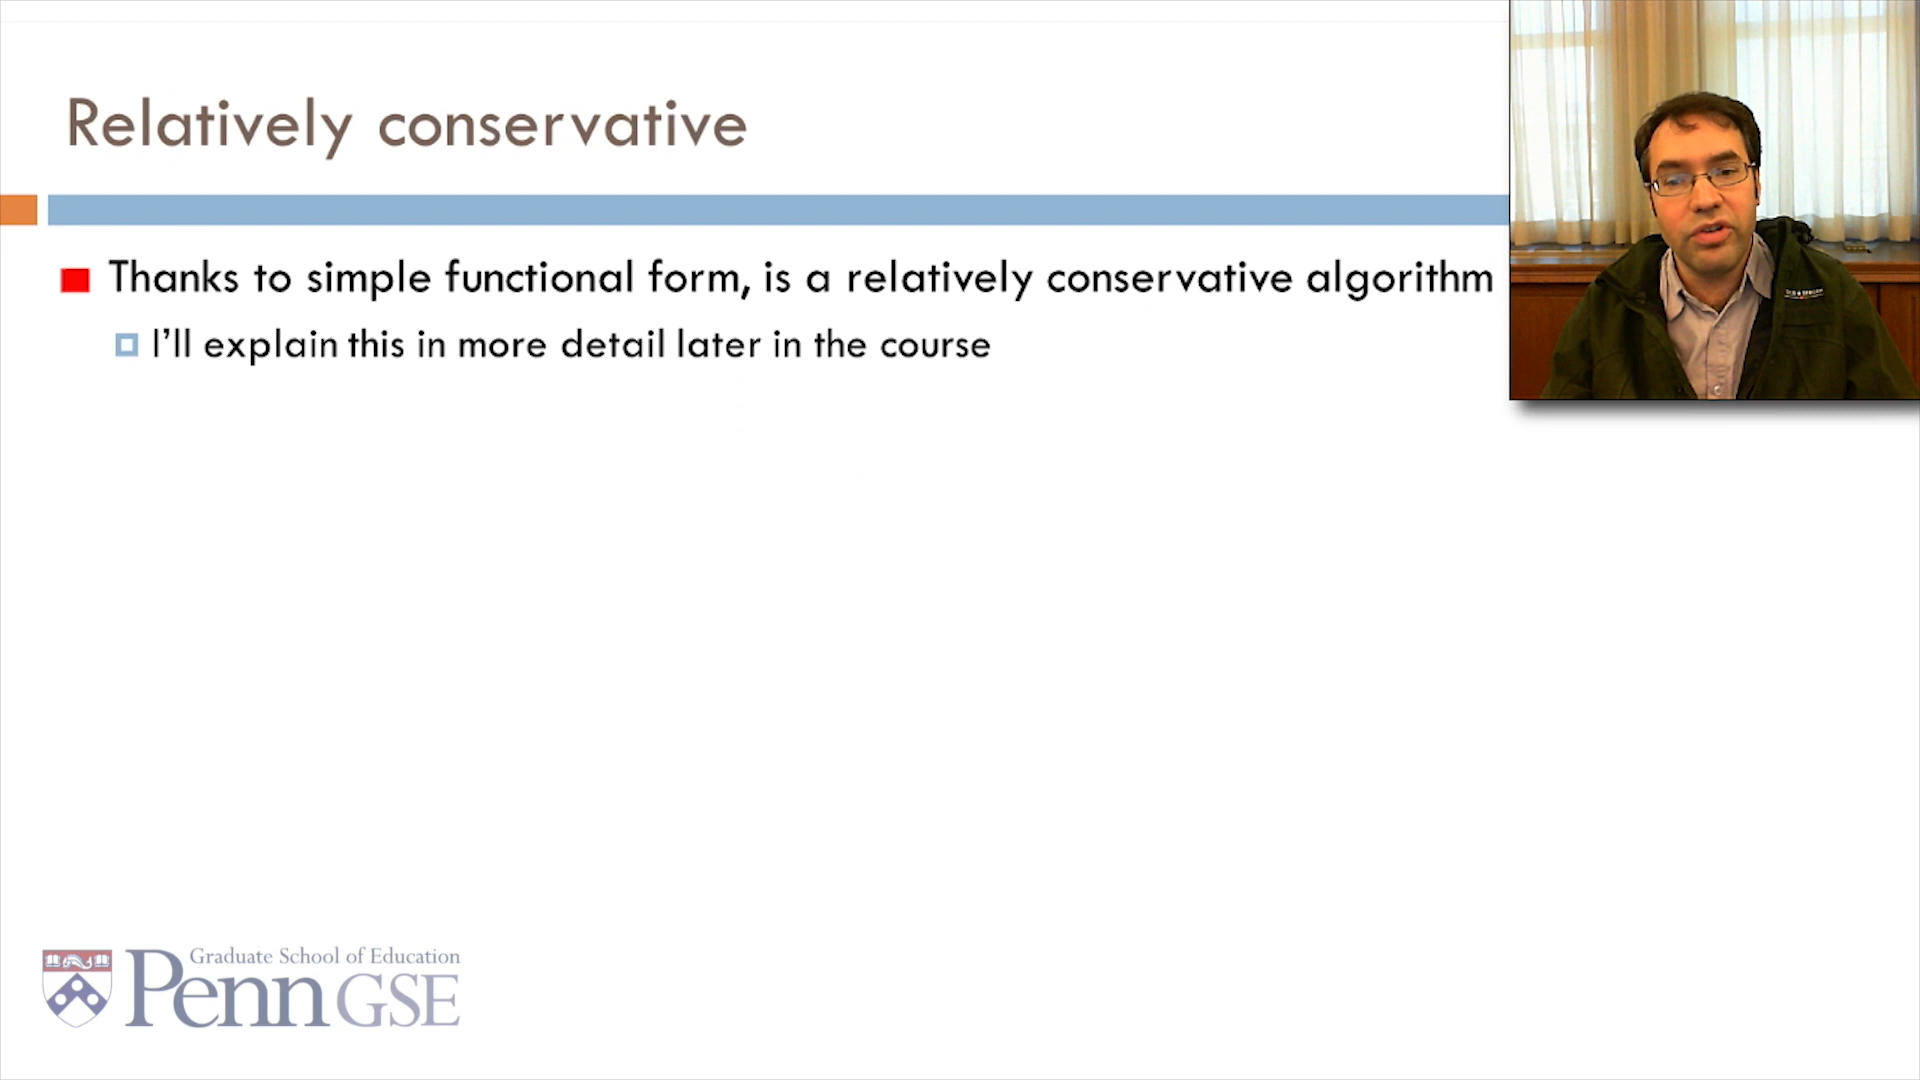 Relatively conservative
Thanks to simple functional form, is a relatively conservative algorithm
I'll explain this in more detail later in the course
Graduate School of Education
Penn GSE